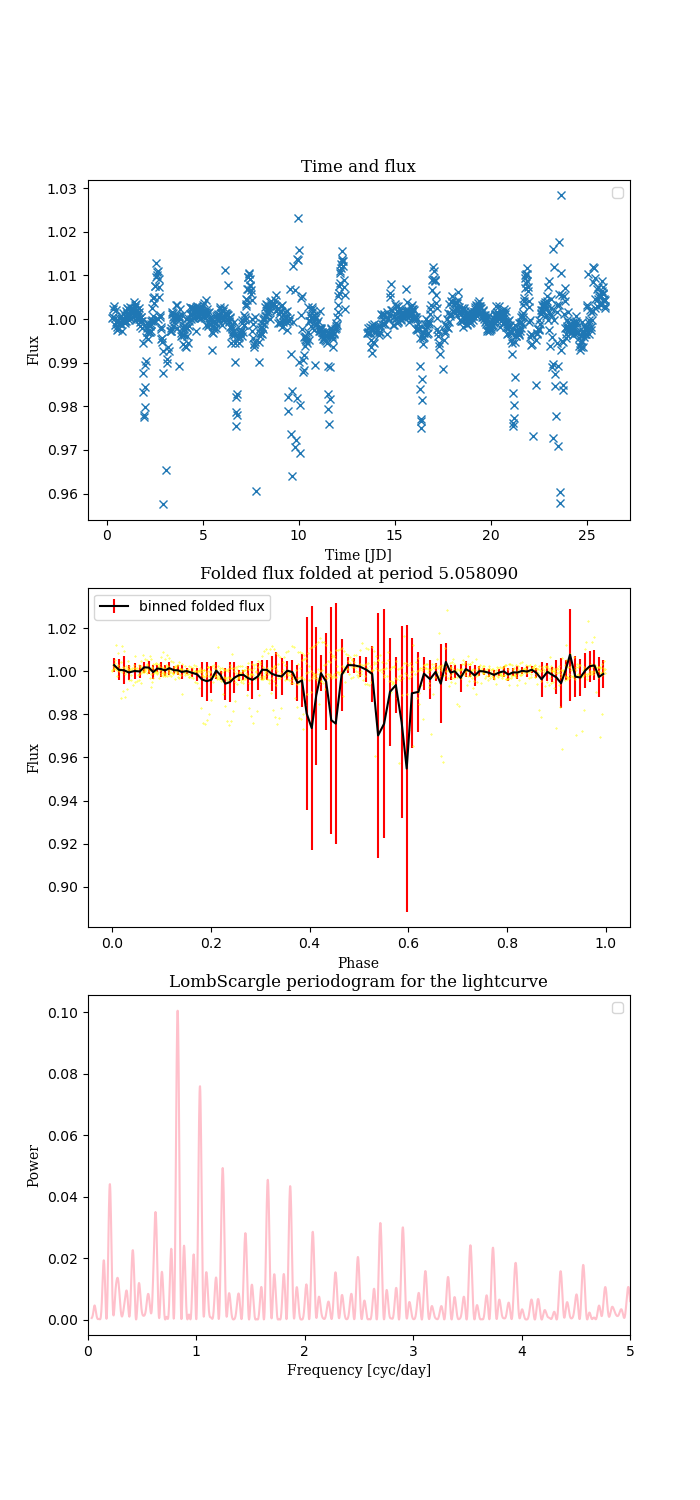 Time and flux
1.03
1.02
1.01
1.00
0.99
0.98
0.97
0.96
Flux
0 5 10 15 20 25
Time [JD]
Folded flux folded at period 5.058090
binned folded flux
1.02
1.00
0.98
0.96
0.94
0.92
0.90
Flux
0.0 0.2 0.4 0.6 0.8 1.0
Phase
LombScargle periodogram for the lightcurve
0.10
0.08
0.06
0.04
0.02
0.00
Power
0 1 2 3 4 5
Frequency [cyc/day]